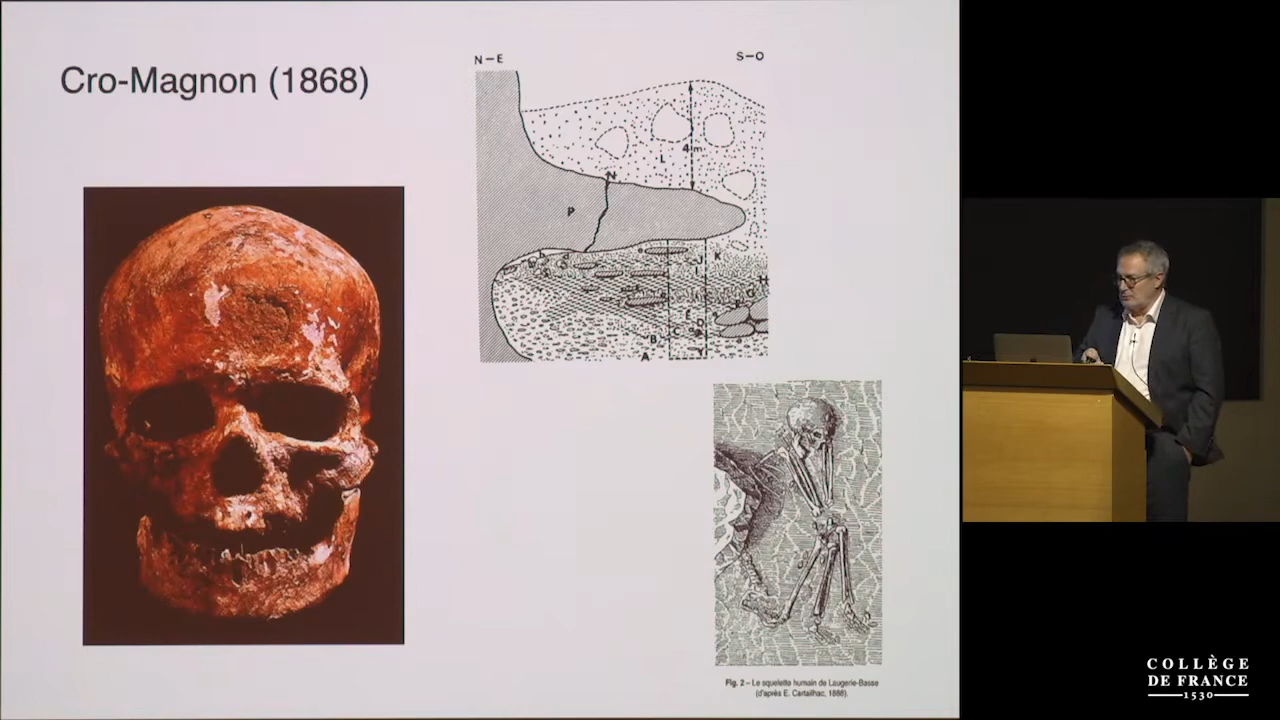 Cro-Magnon (1868)
N–E
S–O
4m
L
N
P
K
I
H
G
F
E
D
B
C
A
Fig. 2 – Le squelette humain de Laugerie-Basse
(d'après E. Cartailhac, 1888).
COLLÈGE
DE FRANCE
1530